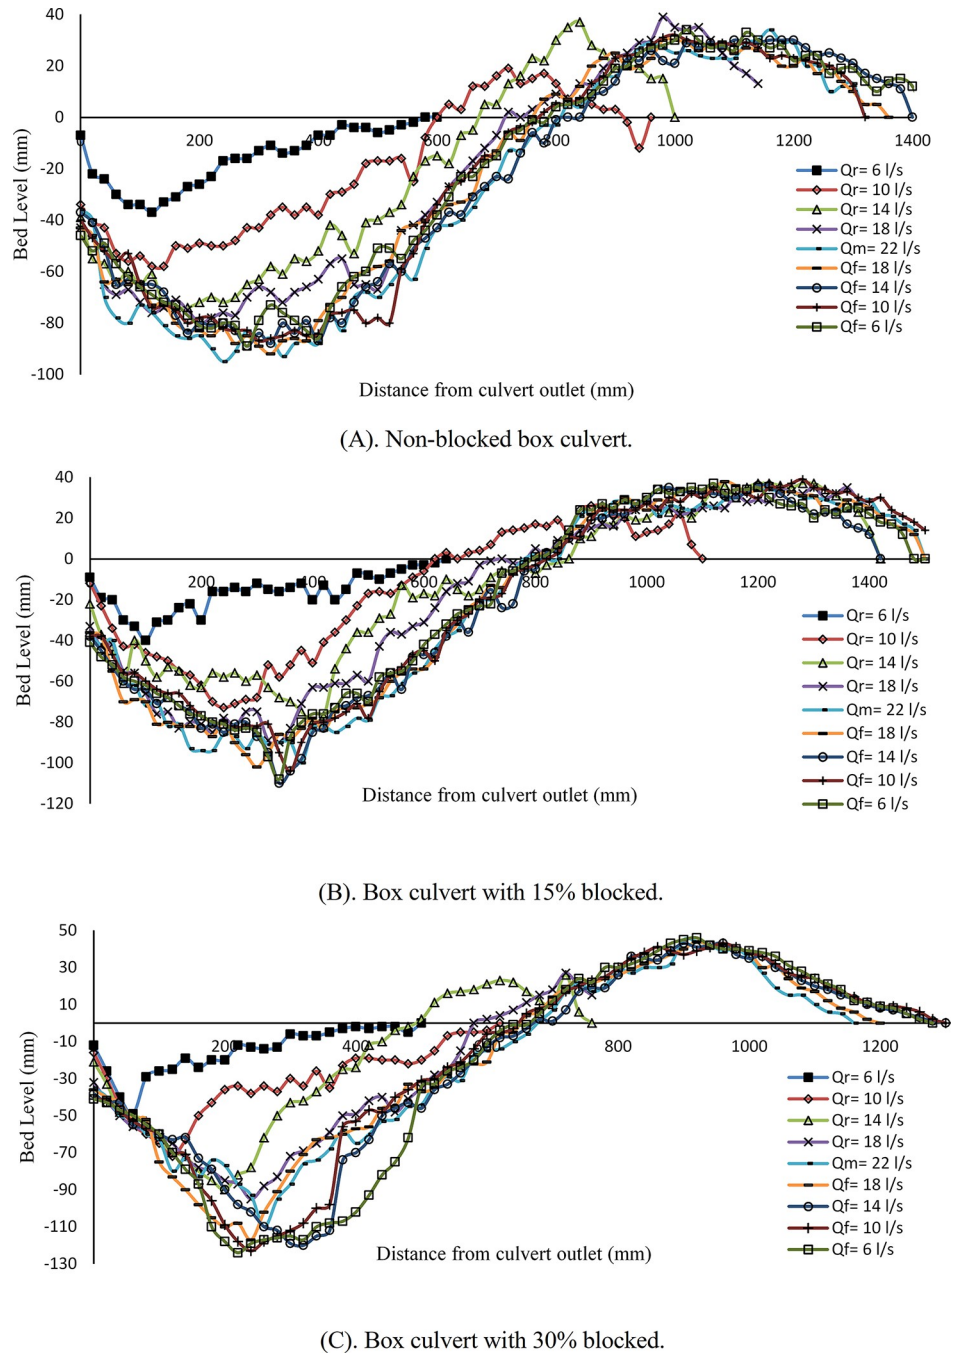 40
20
0
-20
-40
-60
-80
-100
Bed Level (mm)
200 400 600 800 1000 1200 1400
Qr= 6 l/s
Qr= 10 l/s
Qr= 14 l/s
Qr= 18 l/s
Qm= 22 l/s
Qf= 18 l/s
Qf= 14 l/s
Qf= 10 l/s
Qf= 6 l/s
Distance from culvert outlet (mm)
(A). Non-blocked box culvert.
40
20
0
-20
-40
-60
-80
-100
-120
Bed Level (mm)
200 400 600 800 1000 1200 1400
Qr= 6 l/s
Qr= 10 l/s
Qr= 14 l/s
Qr= 18 l/s
Qm= 22 l/s
Qf= 18 l/s
Qf= 14 l/s
Qf= 10 l/s
Qf= 6 l/s
Distance from culvert outlet (mm)
(B). Box culvert with 15% blocked.
50
30
10
-10
-30
-50
-70
-90
-110
-130
Bed Level (mm)
200 400 600 800 1000 1200
Qr= 6 l/s
Qr= 10 l/s
Qr= 14 l/s
Qr= 18 l/s
Qm= 22 l/s
Qf= 18 l/s
Qf= 14 l/s
Qf= 10 l/s
Qf= 6 l/s
Distance from culvert outlet (mm)
(C). Box culvert with 30% blocked.